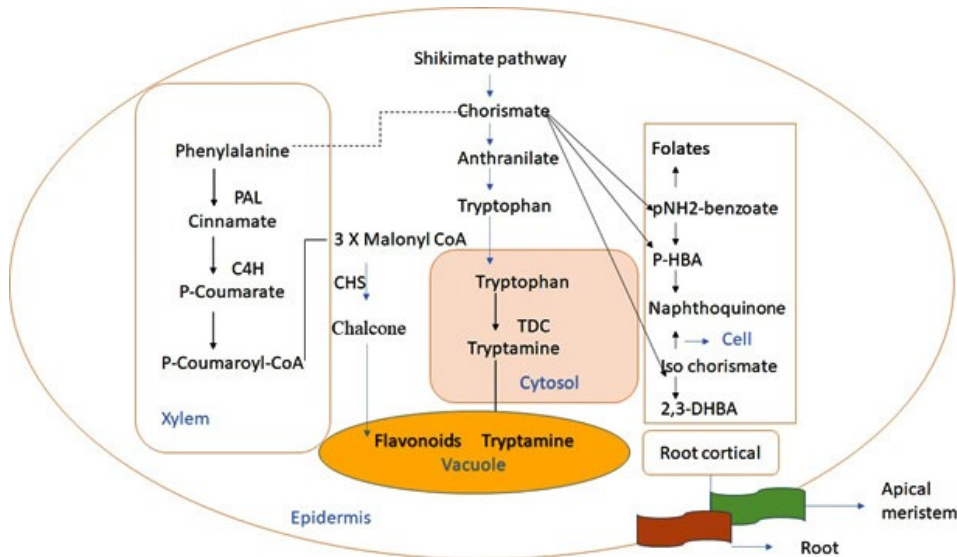 Shikimate pathway
Chorismate
Phenylalanine
Anthranilate
Folates
PAL
Cinnamate
Tryptophan
pNH2-benzoate
3 X Malonyl CoA
P-HBA
C4H
P-Coumarate
CHS
Tryptophan
Naphthoquinone
Chalcone
TDC
Tryptamine
Cell
P-Coumaroyl-CoA
Iso chorismate
Cytosol
2,3-DHBA
Xylem
Flavonoids Tryptamine
Vacuole
Root cortical
Epidermis
Apical
meristem
Root